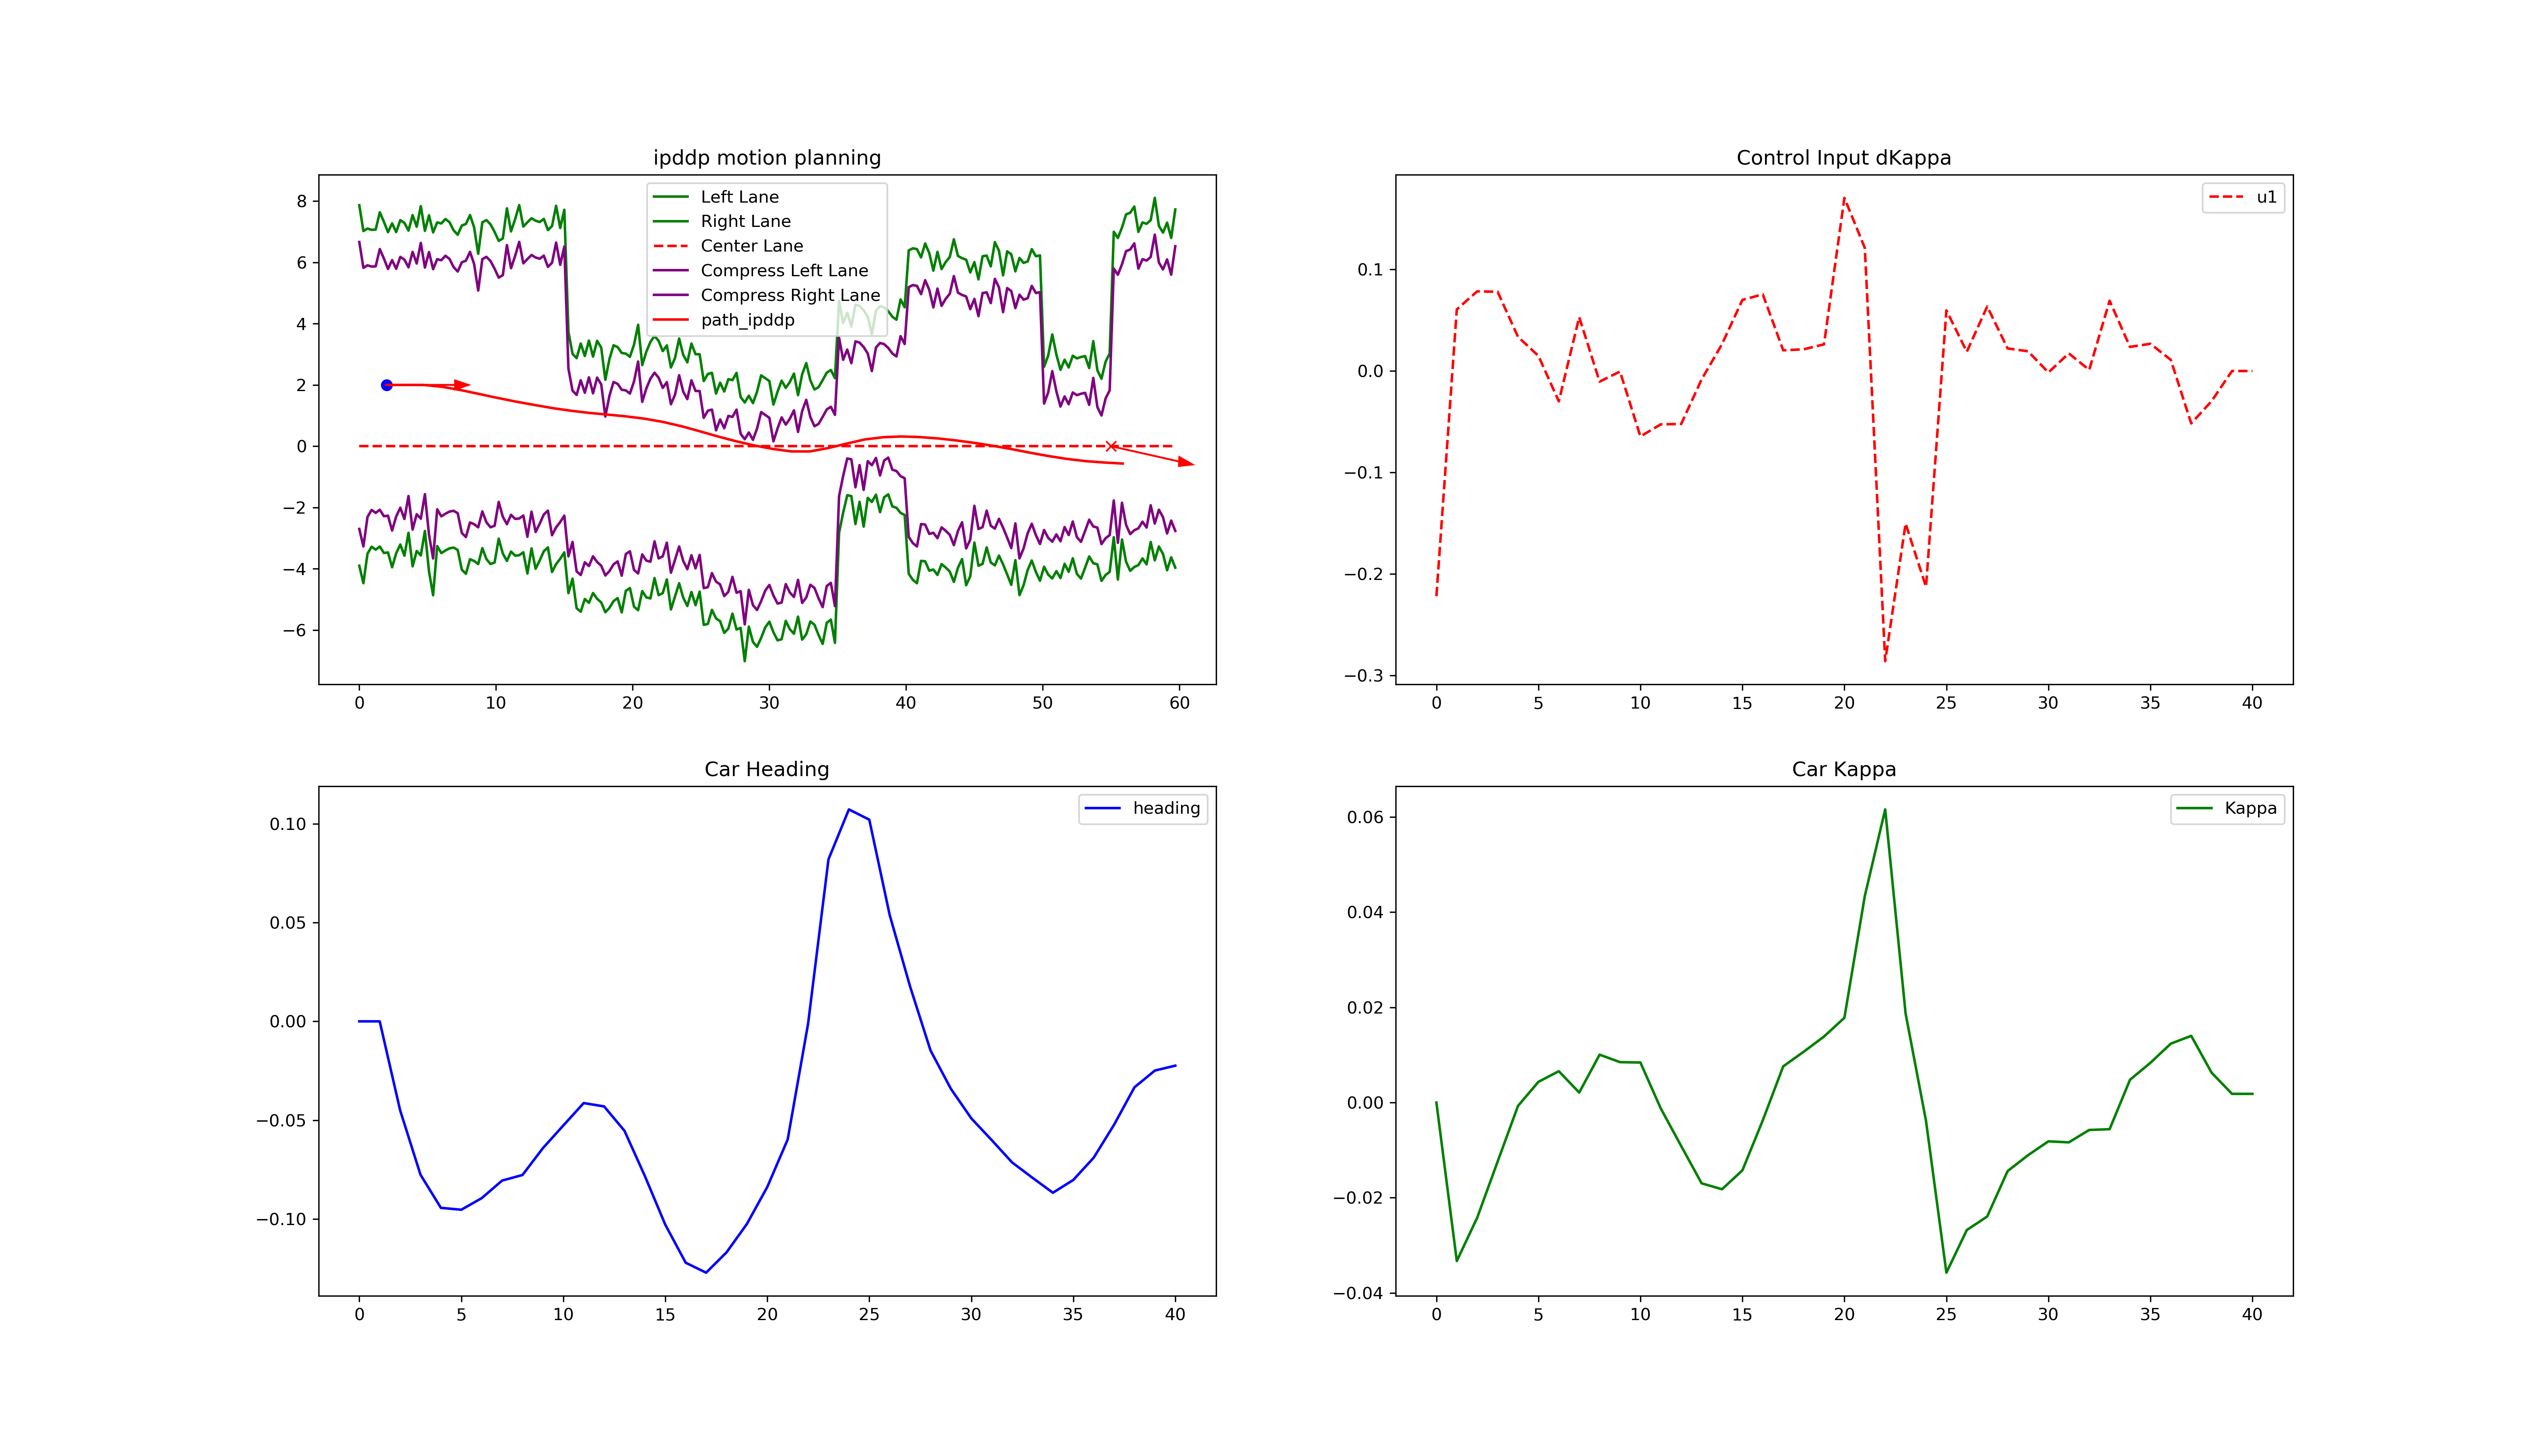 ipddp motion planning
Left Lane
Right Lane
Center Lane
Compress Left Lane
Compress Right Lane
path_ipddp
8
6
4
2
0
−2
−4
−6
0 10 20 30 40 50 60
Control Input dKappa
u1
0.1
0.0
−0.1
−0.2
−0.3
0 5 10 15 20 25 30 35 40
Car Heading
heading
0.10
0.05
0.00
−0.05
−0.10
0 5 10 15 20 25 30 35 40
Car Kappa
Kappa
0.06
0.04
0.02
0.00
−0.02
−0.04
0 5 10 15 20 25 30 35 40